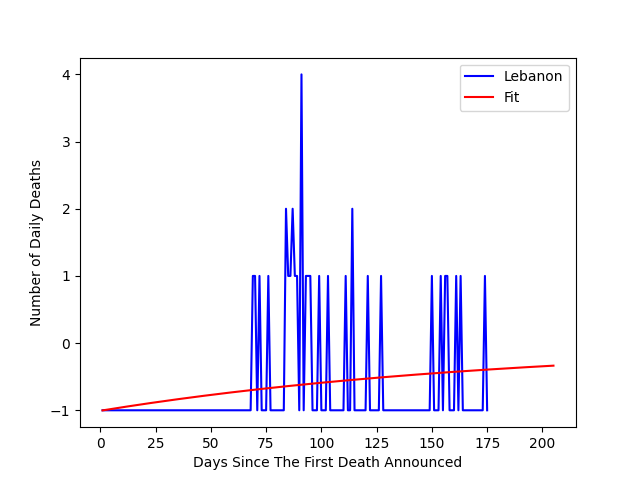 Lebanon
Fit
4
3
2
1
0
−1
Number of Daily Deaths
0 25 50 75 100 125 150 175 200
Days Since The First Death Announced